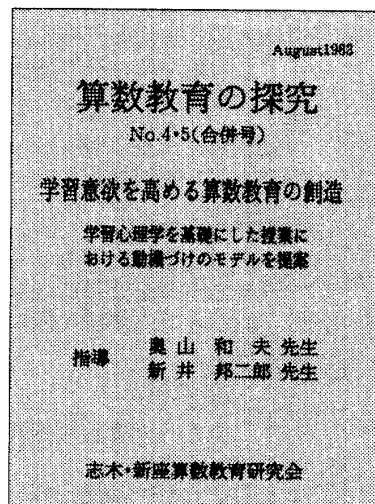 August1983
算数教育の探究
No.4・5(合併号)
学習意欲を高める算数教育の創造
学習心理学を基礎にした授業に
おける動機づけのモデルを提案
指導 奥山 和夫 先生
新井 邦二郎 先生
志木・新座算数教育研究会